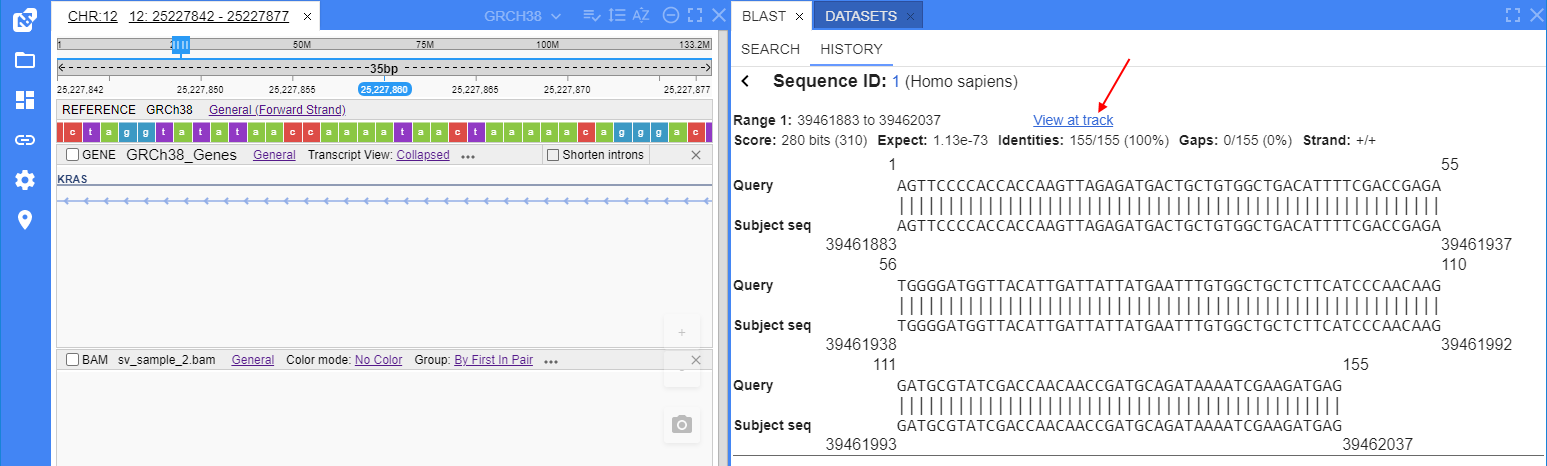 CHR:12 12: 25227842 - 25227877 × GRCH38
1 50M 75M 100M 133.2M
35bp
25,227,842 25,227,850 25,227,855 25,227,860 25,227,865 25,227,870 25,227,877
REFERENCE GRCh38 General (Forward Strand)
c t a g g t a t a t a a c c a a a a t a a c t a a a a a c a g g g a c
GENE GRCh38_Genes General Transcript View: Collapsed ••• Shorten introns ×
KRAS
+
BAM sv_sample_2.bam General Color mode: No Color Group: By First In Pair ••• ×
-
BLAST × DATASETS ×
SEARCH HISTORY
Sequence ID: 1 (Homo sapiens)
Range 1: 39461883 to 39462037 View at track
Score: 280 bits (310) Expect: 1.13e-73 Identities: 155/155 (100%) Gaps: 0/155 (0%) Strand: +/+
1 55
Query AGTTCCCCACCACCAAGTTAGAGATGACTGCTGTGGCTGACATTTTCGACCGAGA
|||||||||||||||||||||||||||||||||||||||||||||||||||||||
Subject seq AGTTCCCCACCACCAAGTTAGAGATGACTGCTGTGGCTGACATTTTCGACCGAGA
39461883 39461937
56 110
Query TGGGGATGGTTACATTGATTATTATGAATTTGTGGCTGCTCTTCATCCCAACAAG
|||||||||||||||||||||||||||||||||||||||||||||||||||||||
Subject seq TGGGGATGGTTACATTGATTATTATGAATTTGTGGCTGCTCTTCATCCCAACAAG
39461938 39461992
111 155
Query GATGCGTATCGACCAACAACCGATGCAGATAAAATCGAAGATGAG
|||||||||||||||||||||||||||||||||||||||||||||
Subject seq GATGCGTATCGACCAACAACCGATGCAGATAAAATCGAAGATGAG
39461993 39462037